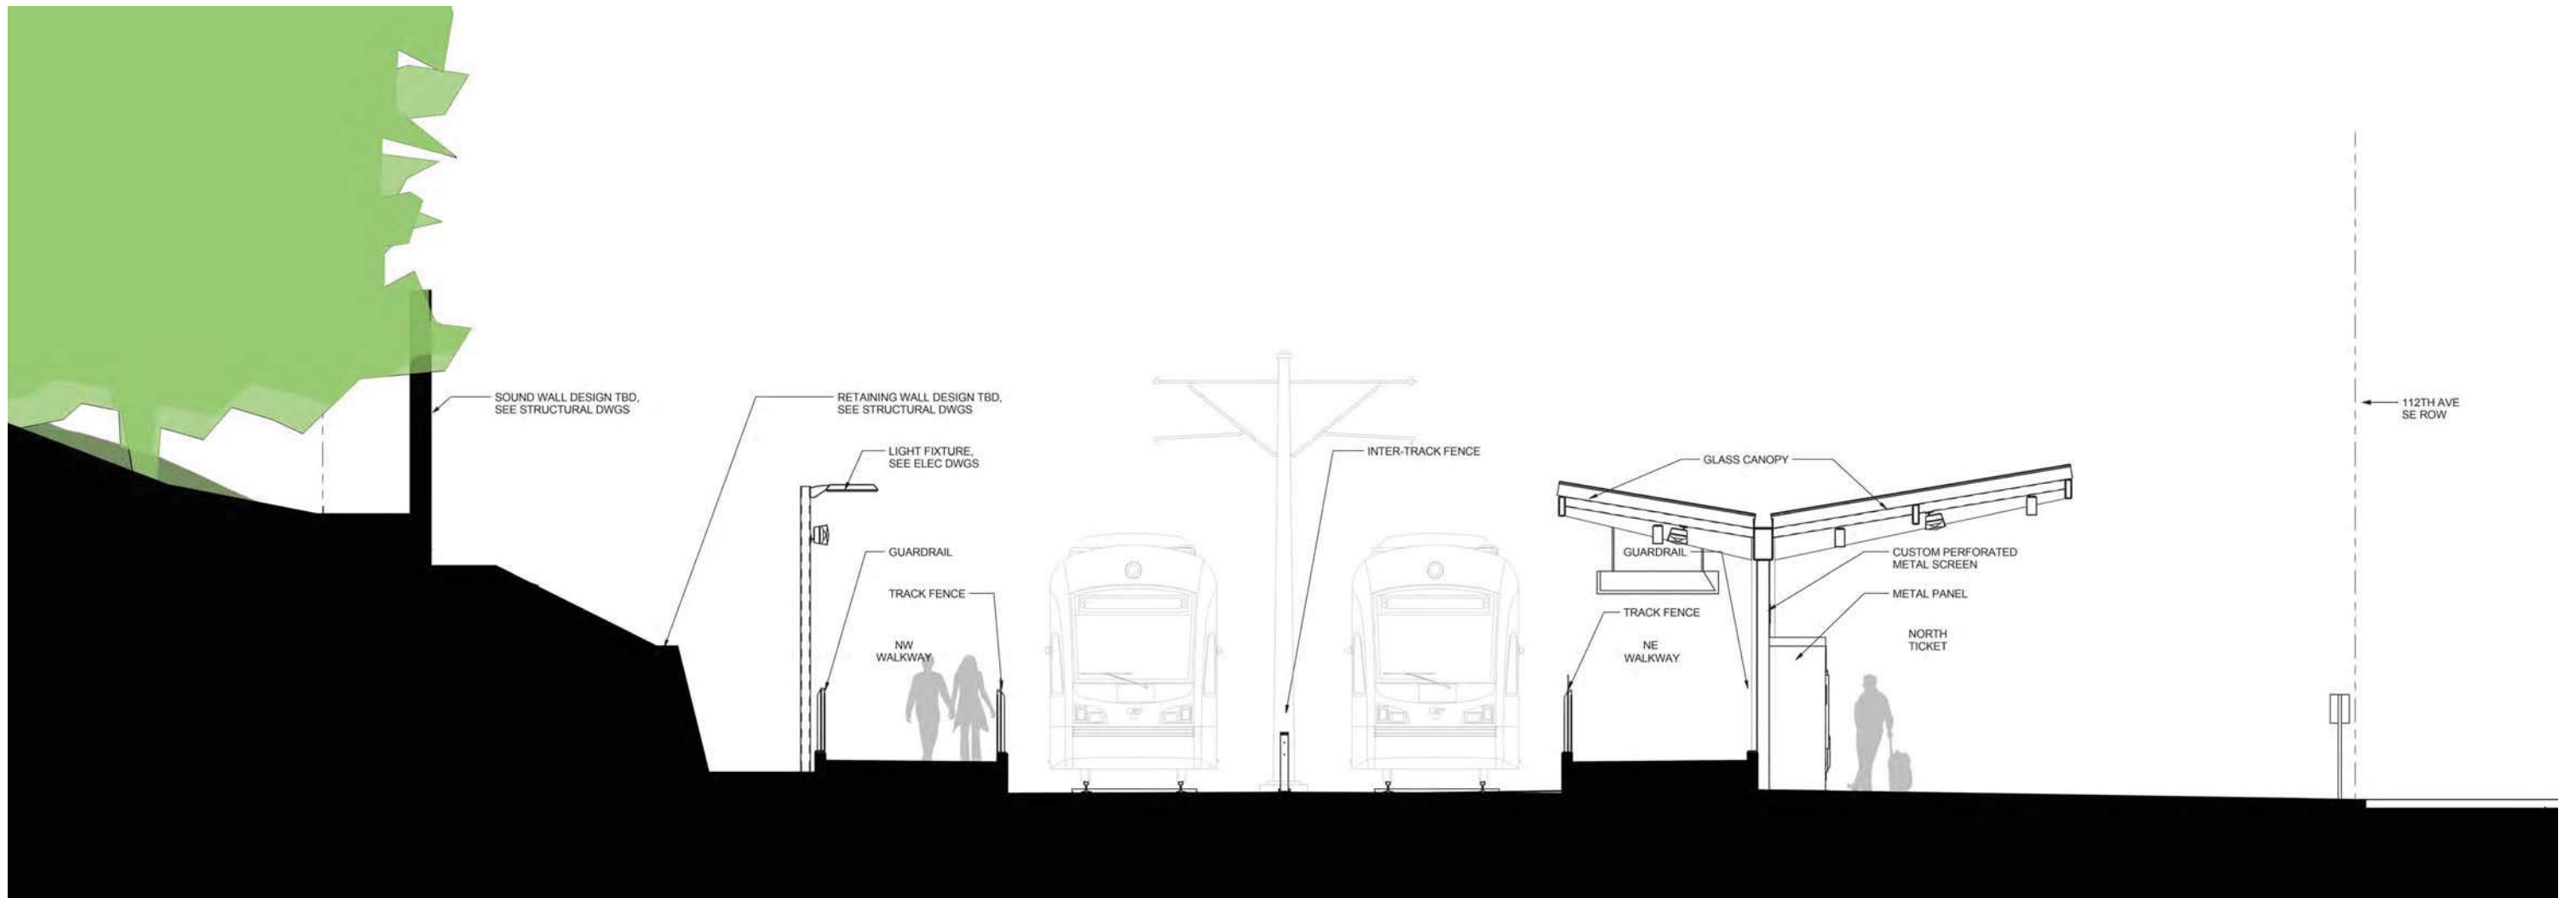 SOUND WALL DESIGN TBD,
SEE STRUCTURAL DWGS
RETAINING WALL DESIGN TBD,
SEE STRUCTURAL DWGS
LIGHT FIXTURE,
SEE ELEC DWGS
GUARDRAIL
TRACK FENCE
NW
WALKWAY
INTER-TRACK FENCE
GLASS CANOPY
GUARDRAIL
TRACK FENCE
NE
WALKWAY
CUSTOM PERFORATED
METAL SCREEN
METAL PANEL
NORTH
TICKET
112TH AVE
SE ROW